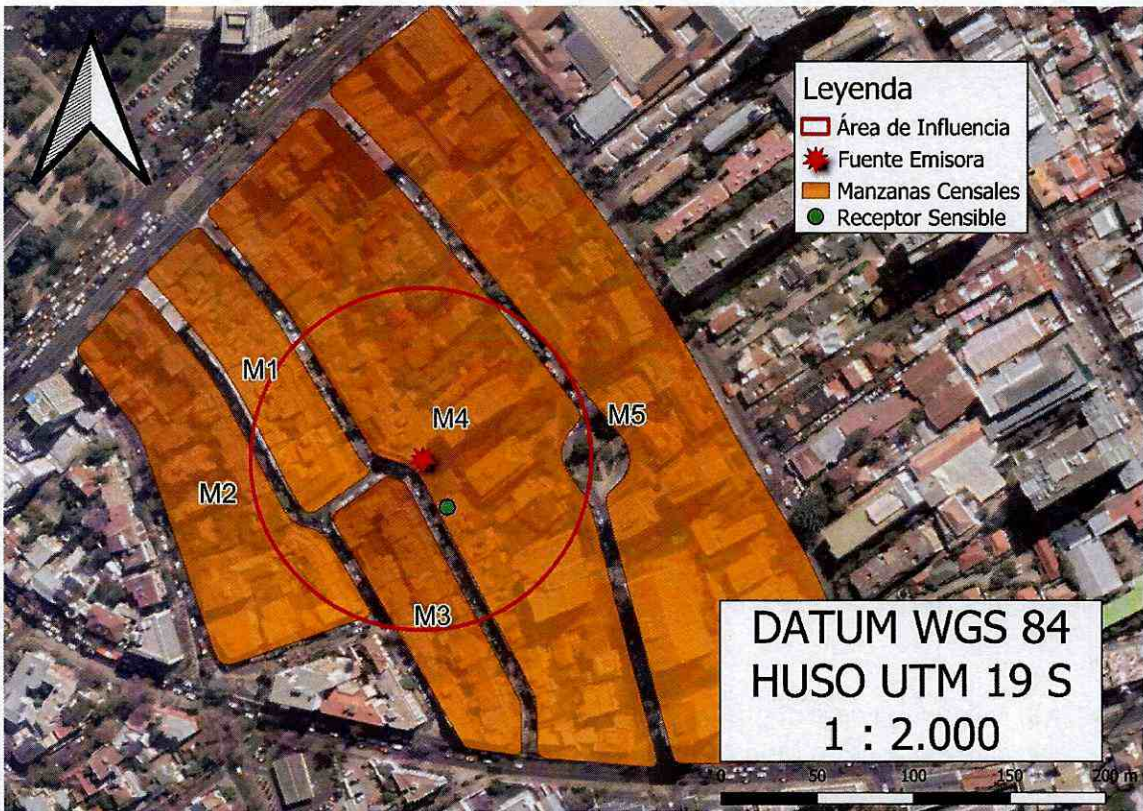 Leyenda
Área de Influencia
Fuente Emisora
Manzanas Censales
Receptor Sensible
M1
M4
M5
M2
M3
DATUM WGS 84
HUSO UTM 19 S
1 : 2.000
0 50 100 150 200 m